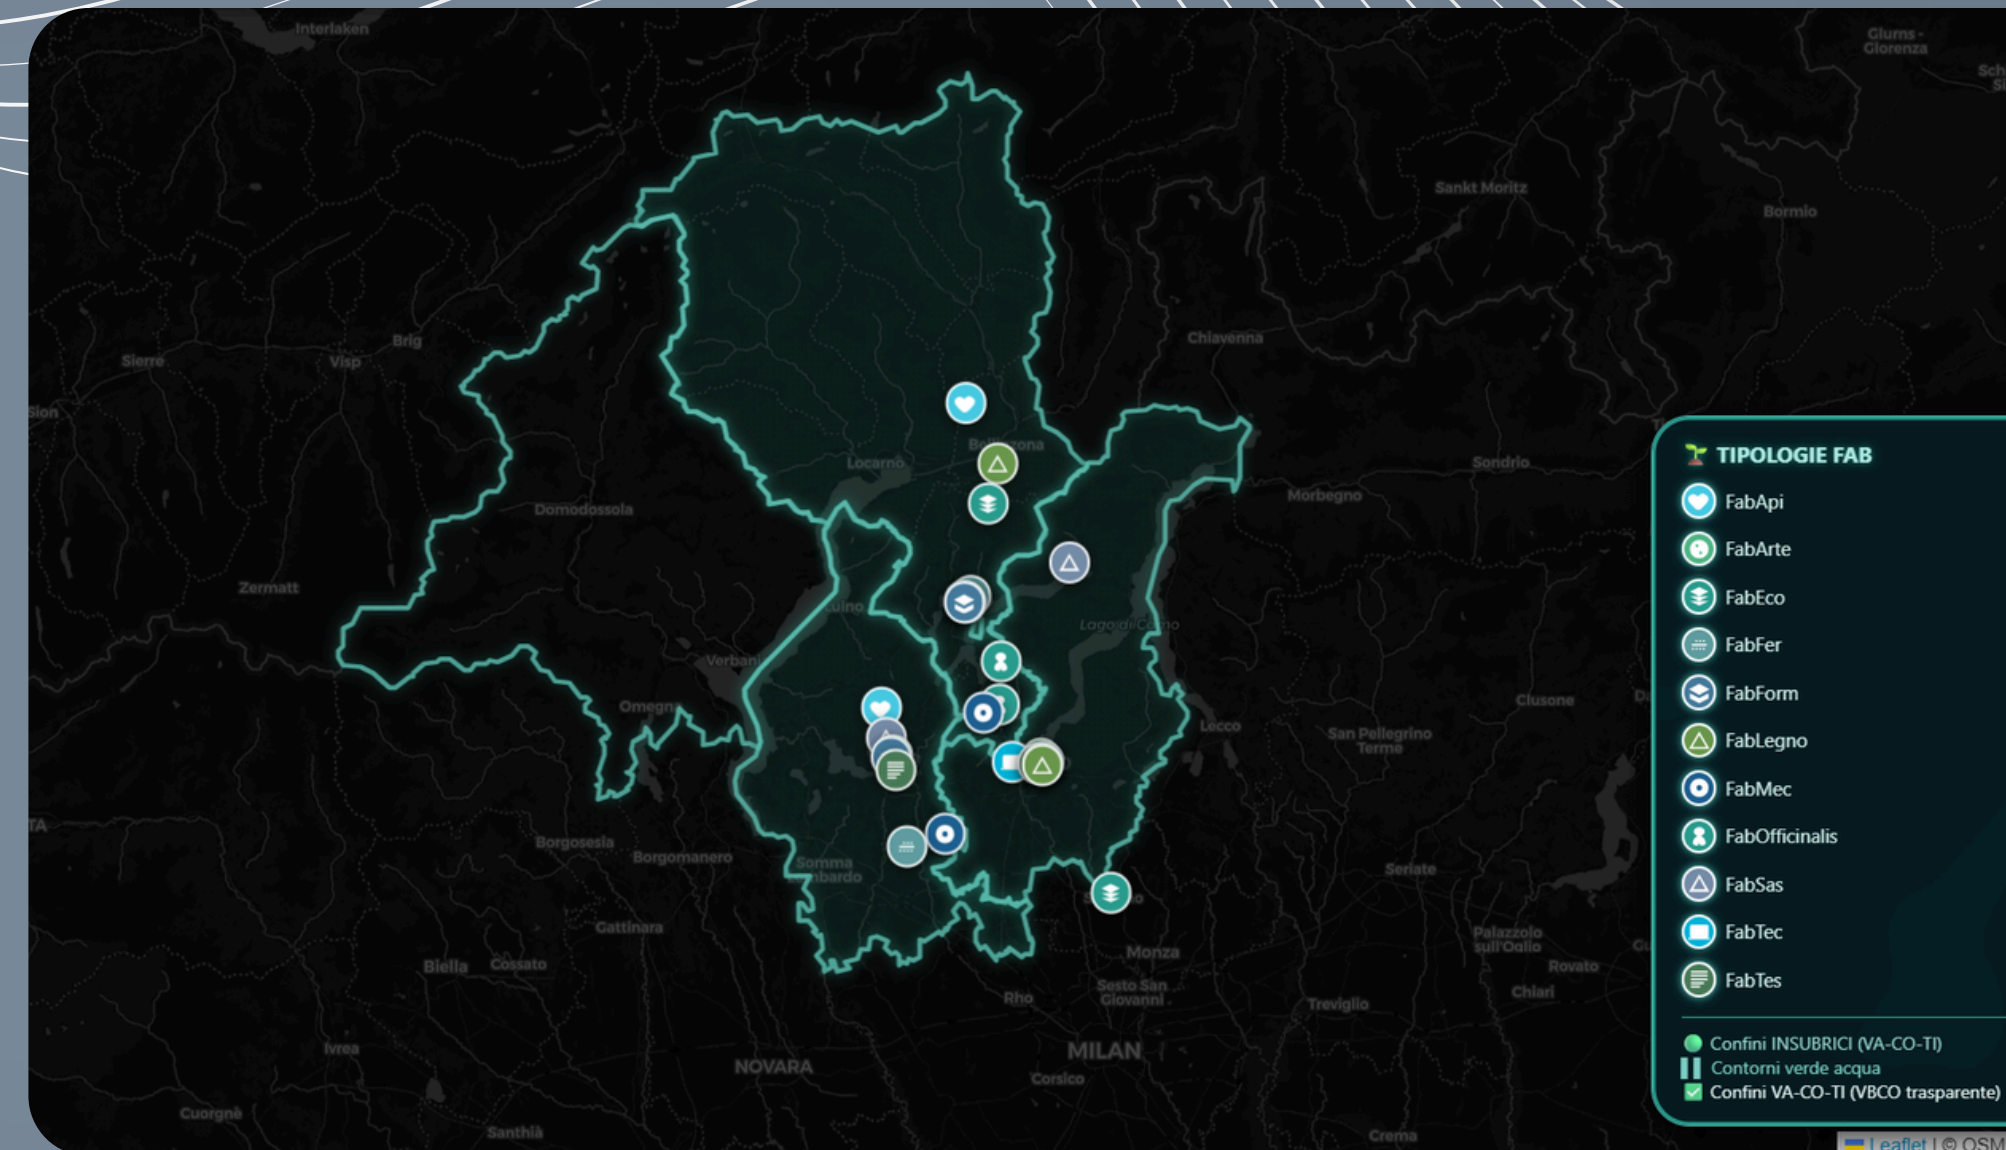 Interlaken
Glurns -
Glorenza
Sankt Moritz
Bormio
Chiavenna
Brig
Sierre
Visp
Sion
Locarno
Sondrio
Morbegno
Domodossola
Zermatt
Luino
Lago di Como
Omegna
Clusone
Lecco
San Pellegrino
Terme
TA
Borgosesia
Borgomanero
Somma
Lombardo
Seriate
Gattinara
Biella
Cossato
Monza
Palazzolo
sull'Oglio
Rovato
Rho
Sesto San
Giovanni
Treviglio
Chiari
Ivrea
NOVARA
MILAN
Corsico
Cuorgnè
Santhià
Crema
TIPOLOGIE FAB
FabApi
FabArte
FabEco
FabFer
FabForm
FabLegno
FabMec
FabOfficinalis
FabSas
FabTec
FabTes
Confini INSUBRICI (VA-CO-TI)
Contorni verde acqua
Confini VA-CO-TI (VBCO trasparente)
Leaflet | © OSM